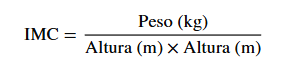 IMC = Peso (kg)
Altura (m) × Altura (m)